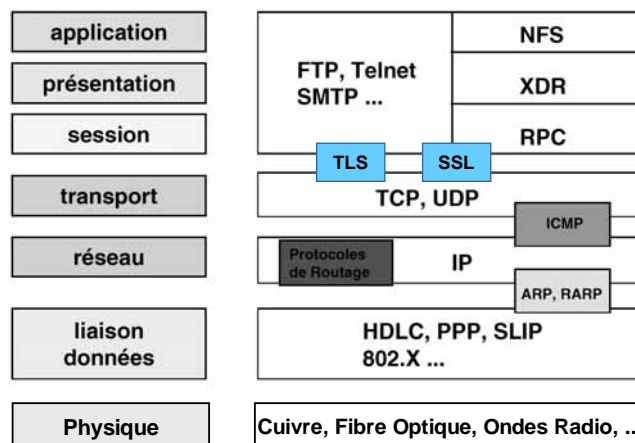 application
présentation
session
transport
réseau
liaison
données
Physique
FTP, Telnet
SMTP ...
NFS
XDR
RPC
TLS
SSL
TCP, UDP
ICMP
Protocoles
de Routage
IP
ARP, RARP
HDLC, PPP, SLIP
802.X ...
Cuivre, Fibre Optique, Ondes Radio, ..